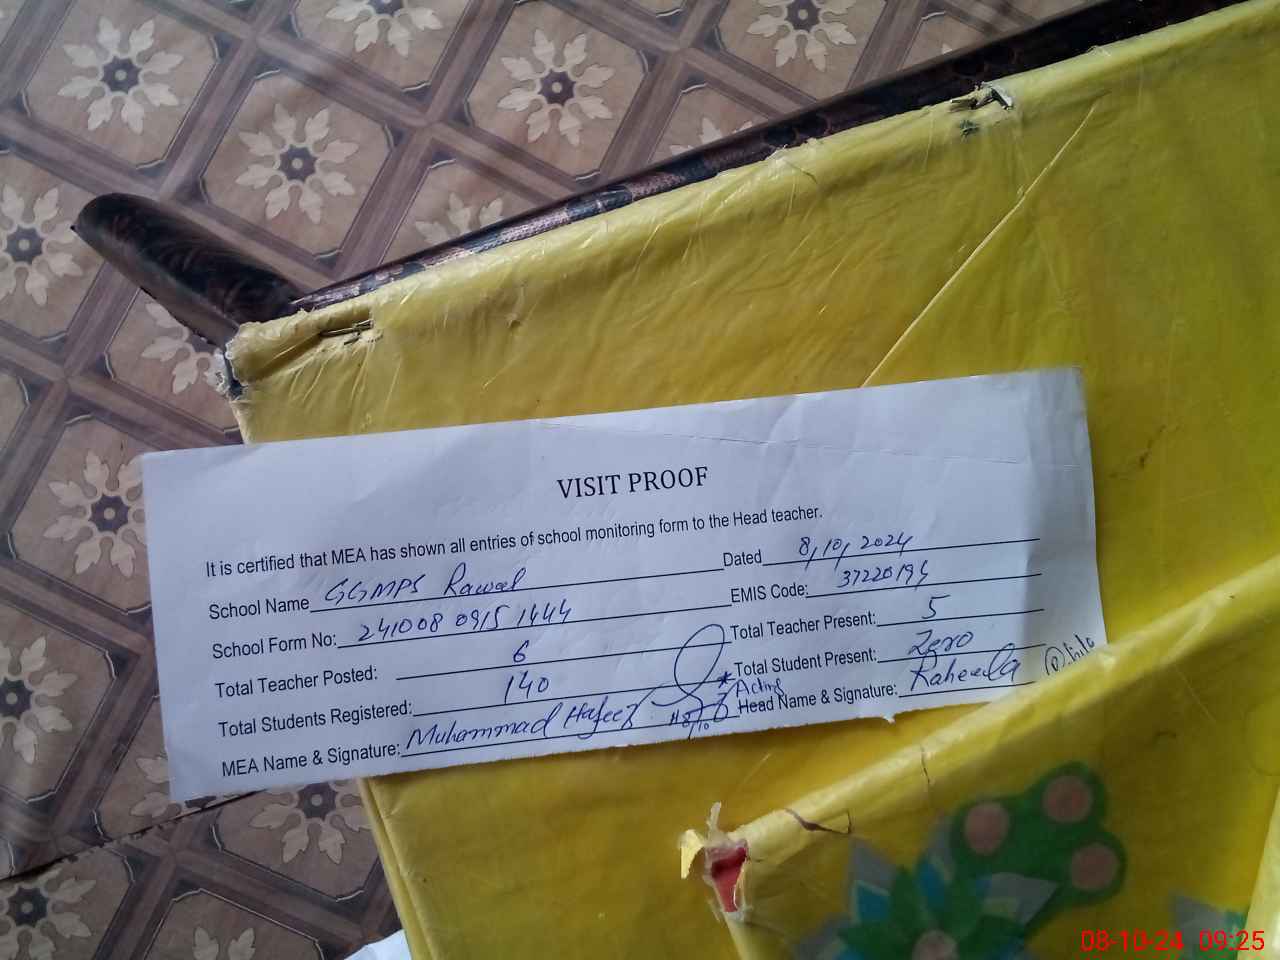 VISIT PROOF
It is certified that MEA has shown all entries of school monitoring form to the Head teacher.
School Name GGMPS Rawal Dated 8,10,2024
School Form No: 241008 0915 1444 EMIS Code:
Total Teacher Posted: 6 Total Teacher Present: 5
Total Students Registered: 140 Total Student Present: Zero
MEA Name & Signature: Muhammad Hafeez Acting Head Name & Signature: Raheela
08-10-24 09:25